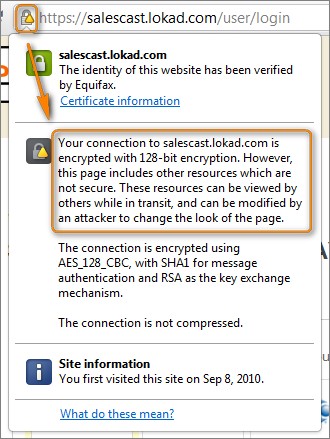 https://salescast.lokad.com/user/login
salescast.lokad.com
The identity of this website has been verified
by Equifax.
Certificate information
Your connection to salescast.lokad.com is
encrypted with 128-bit encryption. However,
this page includes other resources which are
not secure. These resources can be viewed by
others while in transit, and can be modified by
an attacker to change the look of the page.
The connection is encrypted using
AES_128_CBC, with SHA1 for message
authentication and RSA as the key exchange
mechanism.
The connection is not compressed.
Site information
You first visited this site on Sep 8, 2010.
What do these mean?